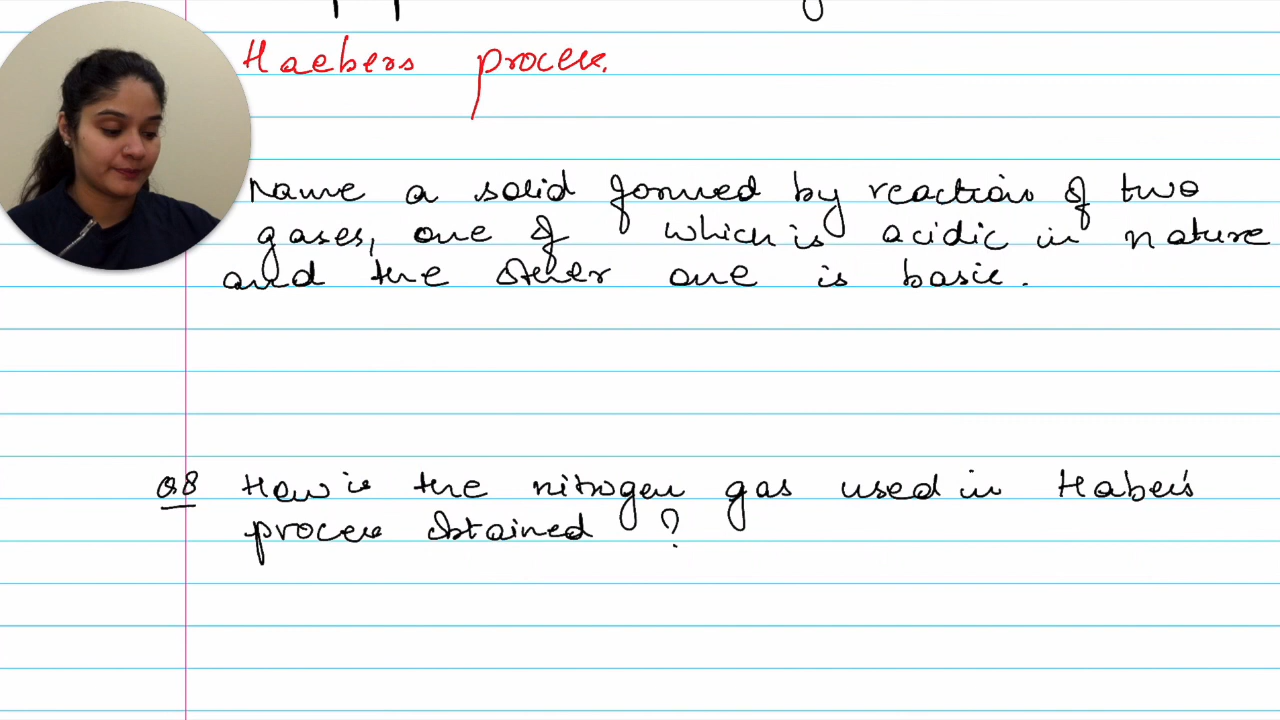 Haebers process.
Name a solid formed by reaction of two
gases, one of which is acidic in nature
and the other one is basic.
Q8 How is the nitrogen gas used in Haber's
process obtained ?